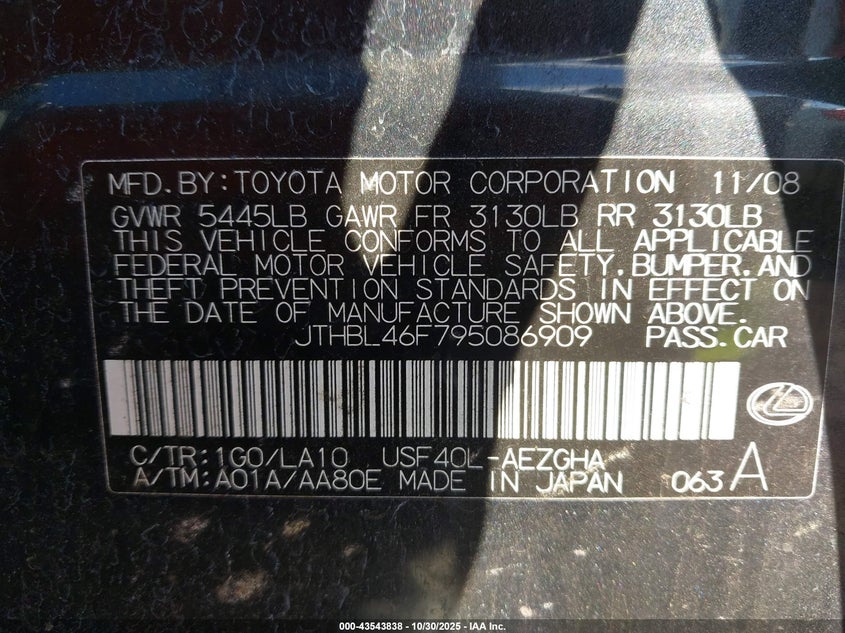 MFD.BY:TOYOTA MOTOR CORPORATION 11/08
GVWR 5445LB GAWR FR 3130LB RR 3130LB
THIS VEHICLE CONFORMS TO ALL APPLICABLE
FEDERAL MOTOR VEHICLE SAFETY,BUMPER,AND
THEFT PREVENTION STANDARDS IN EFFECT ON
THE DATE OF MANUFACTURE SHOWN ABOVE.
JTHBL46F795086909 PASS.CAR
C/TR:1G0/LA10 USF40L-AEZGHA
A/TM:A01A/AA80E MADE IN JAPAN 063A
000-43543838 - 10/30/2025 - IAA Inc.